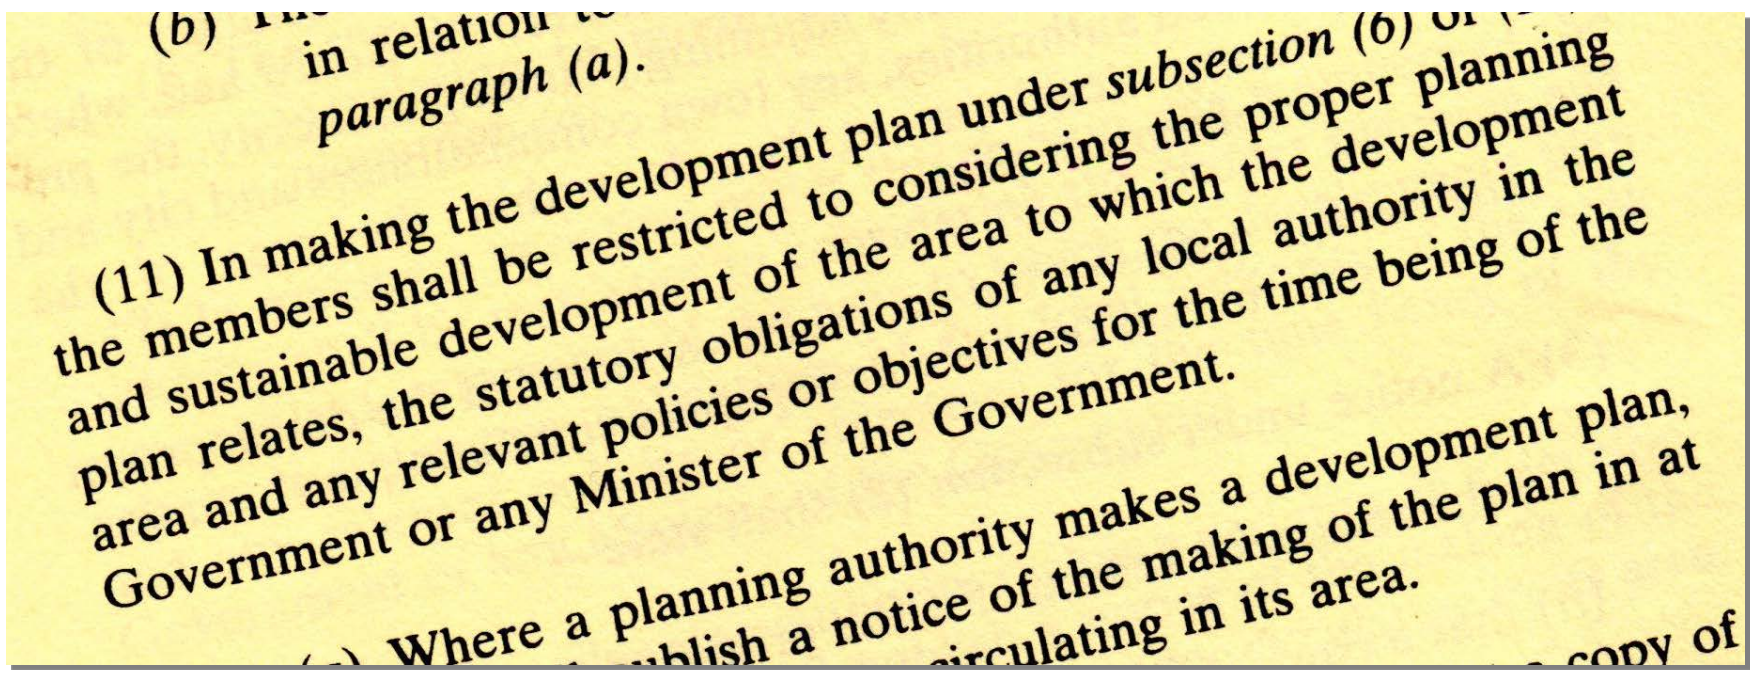 (b)
in relation
paragraph (a).
(11) In making the development plan under subsection (6) or
the members shall be restricted to considering the proper planning
and sustainable development of the area to which the development
plan relates, the statutory obligations of any local authority in the
area and any relevant policies or objectives for the time being of the
Government or any Minister of the Government.
Where a planning authority makes a development plan,
a notice of the making of the plan in at
circulating in its area.
copy of